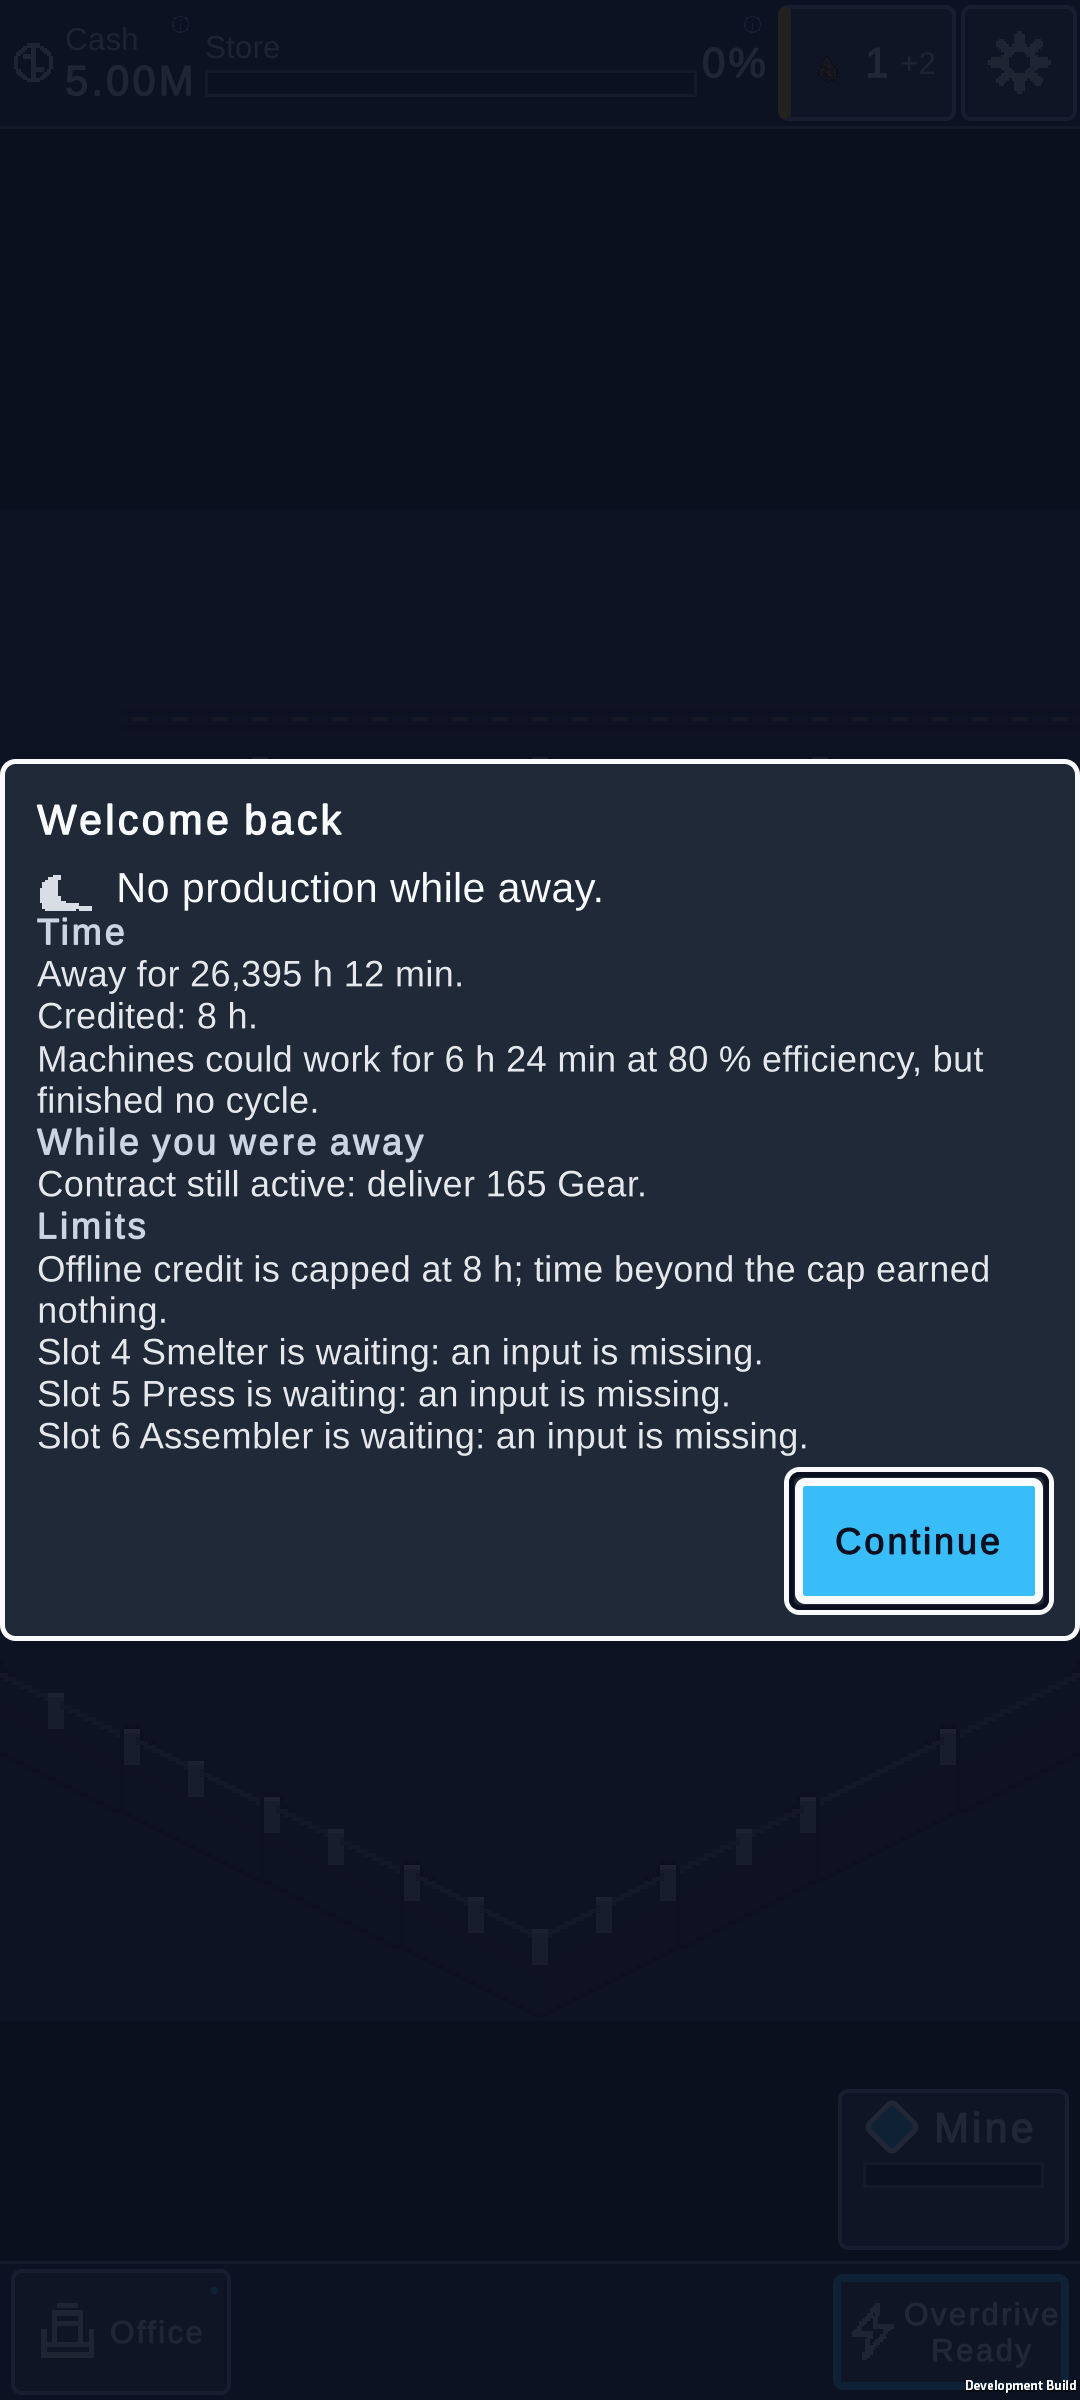 Cash
Store
5.00M
0%
1 +2
Welcome back
No production while away.
Time
Away for 26,395 h 12 min.
Credited: 8 h.
Machines could work for 6 h 24 min at 80 % efficiency, but
finished no cycle.
While you were away
Contract still active: deliver 165 Gear.
Limits
Offline credit is capped at 8 h; time beyond the cap earned
nothing.
Slot 4 Smelter is waiting: an input is missing.
Slot 5 Press is waiting: an input is missing.
Slot 6 Assembler is waiting: an input is missing.
Continue
Mine
Office
Overdrive
Ready
Development Build